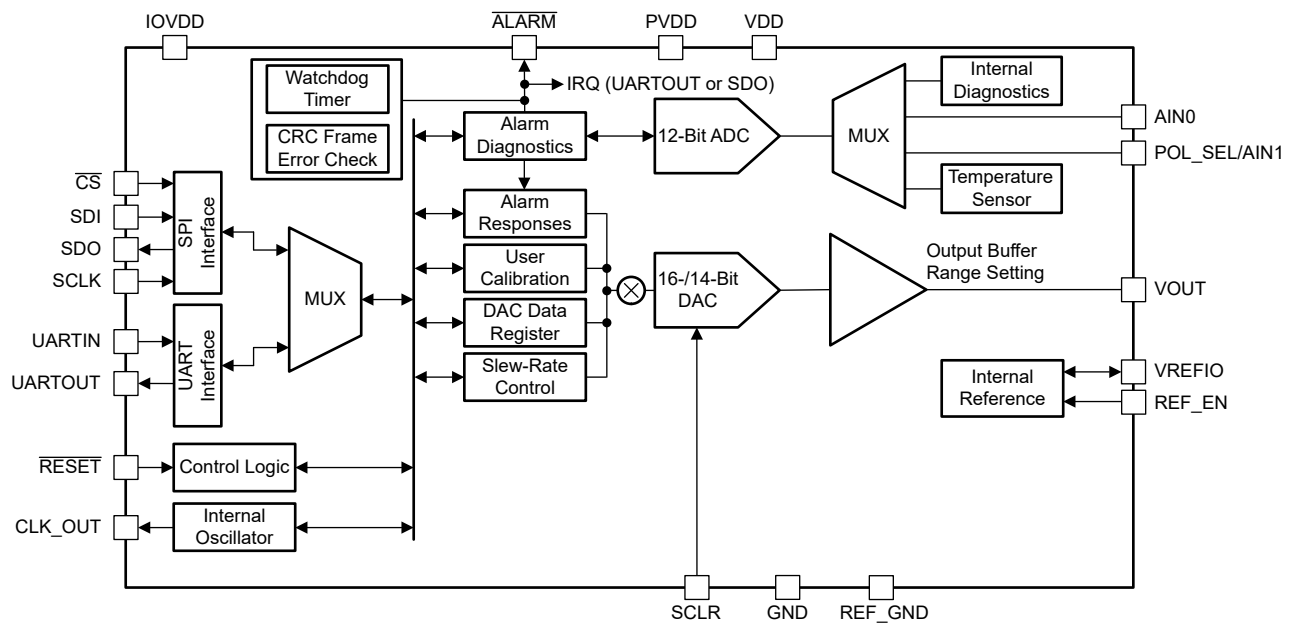 IOVDD
ALARM
PVDD
VDD
Watchdog
Timer
CRC Frame
Error Check
IRQ (UARTOUT or SDO)
Alarm
Diagnostics
12-Bit ADC
MUX
Internal
Diagnostics
AIN0
POL_SEL/AIN1
Temperature
Sensor
CS
SDI
SDO
SCLK
SPI
Interface
UARTIN
UARTOUT
UART
Interface
MUX
Alarm
Responses
User
Calibration
DAC Data
Register
Slew-Rate
Control
16-/14-Bit
DAC
Output Buffer
Range Setting
VOUT
Internal
Reference
VREFIO
REF_EN
RESET
Control Logic
CLK_OUT
Internal
Oscillator
SCLR
GND
REF_GND